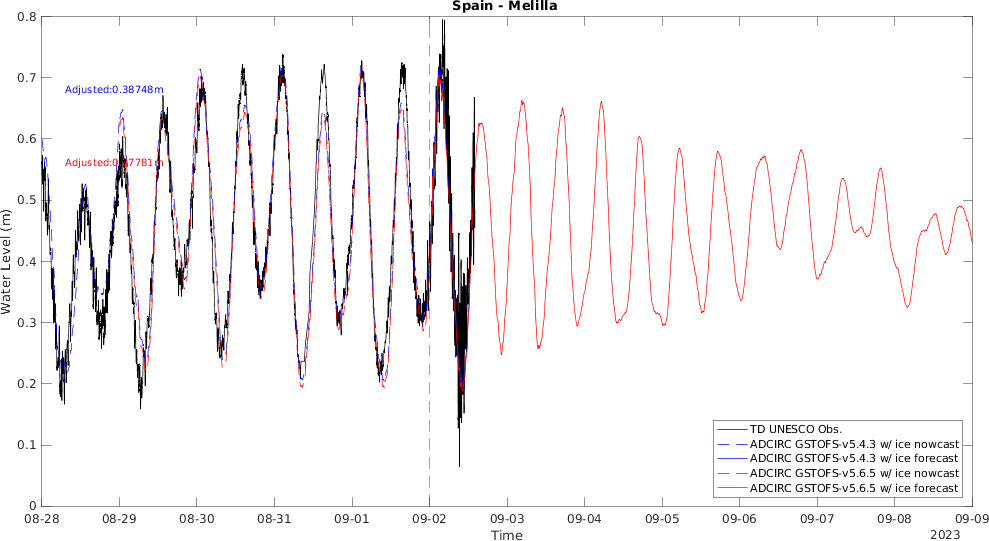 Spain - Melilla
Water Level (m)
0.8
0.7
0.6
0.5
0.4
0.3
0.2
0.1
0
Adjusted:0.38748m
08-28
08-29
08-30
08-31
09-01
09-02
09-03
09-04
09-05
09-06
09-07
09-08
09-09
Time
2023
TD UNESCO Obs.
ADCIRC GSTOFS-v5.4.3 w/ ice nowcast
ADCIRC GSTOFS-v5.4.3 w/ ice forecast
ADCIRC GSTOFS-v5.6.5 w/ ice nowcast
ADCIRC GSTOFS-v5.6.5 w/ ice forecast